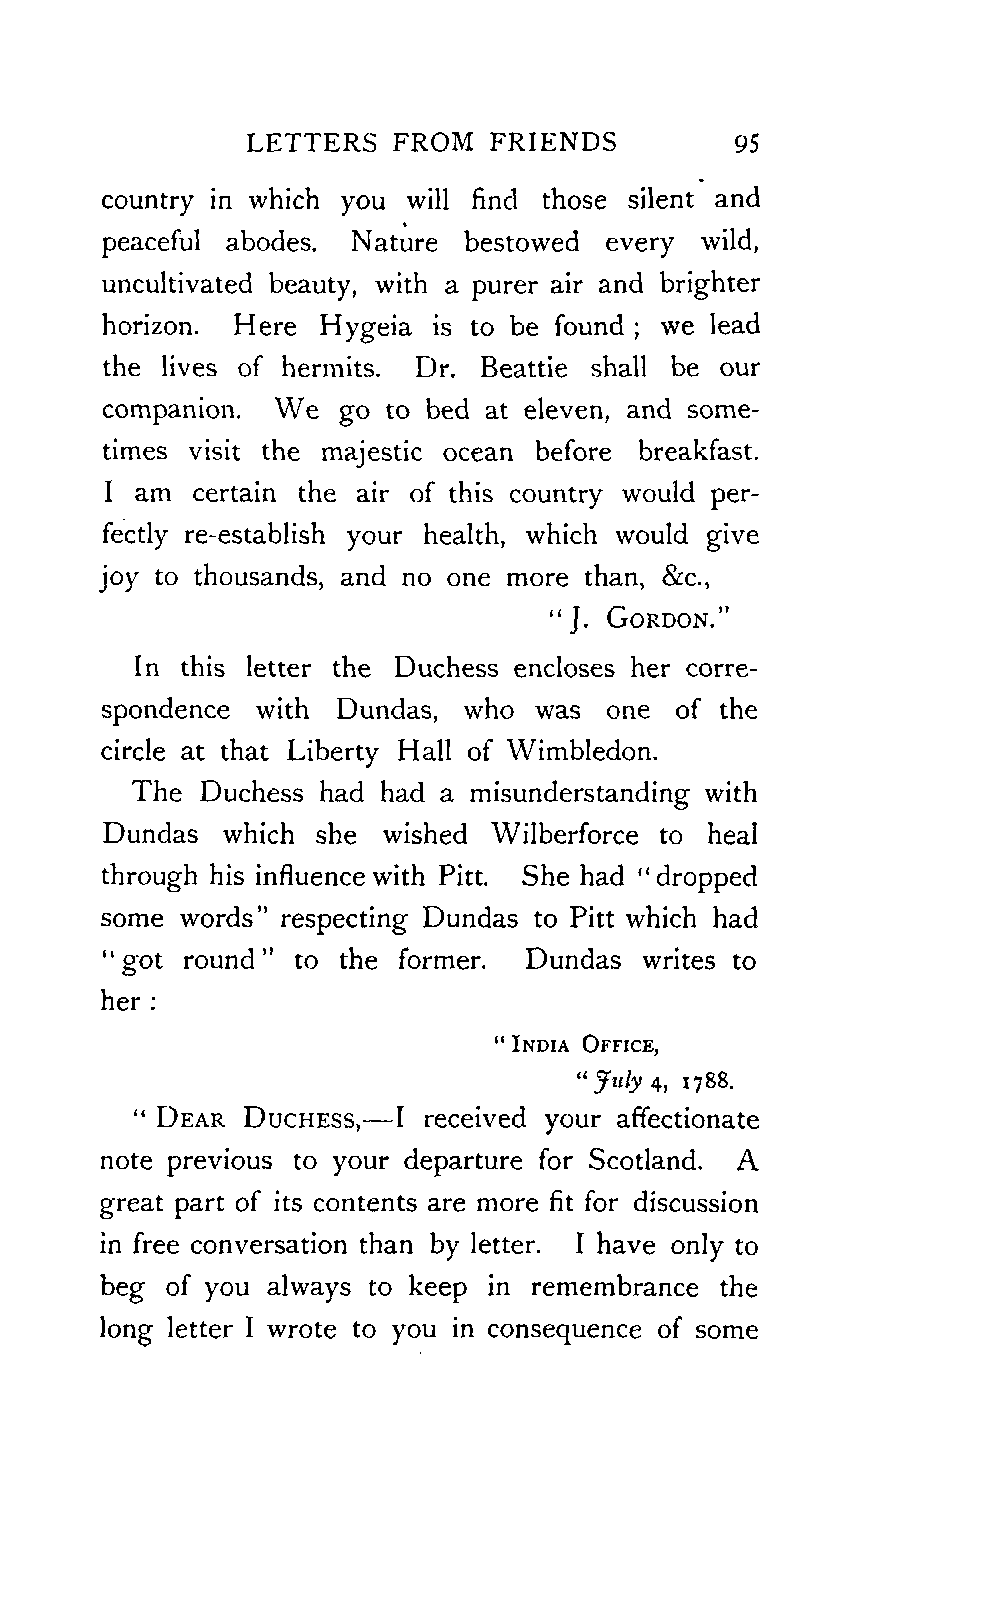 LETTERS FROM FRIENDS 95
country in which you will find those silent and
peaceful abodes. Nature bestowed every wild,
uncultivated beauty, with a purer air and brighter
horizon. Here Hygeia is to be found ; we lead
the lives of hermits. Dr. Beattie shall be our
companion. We go to bed at eleven, and some-
times visit the majestic ocean before breakfast.
I am certain the air of this country would per-
fectly re-establish your health, which would give
joy to thousands, and no one more than, &c.,
" J. GORDON."
In this letter the Duchess encloses her corre-
spondence with Dundas, who was one of the
circle at that Liberty Hall of Wimbledon.
The Duchess had had a misunderstanding with
Dundas which she wished Wilberforce to heal
through his influence with Pitt. She had "dropped
some words" respecting Dundas to Pitt which had
"got round" to the former. Dundas writes to
her :
" INDIA OFFICE,
" July 4, 1788.
" DEAR DUCHESS,—I received your affectionate
note previous to your departure for Scotland. A
great part of its contents are more fit for discussion
in free conversation than by letter. I have only to
beg of you always to keep in remembrance the
long letter I wrote to you in consequence of some